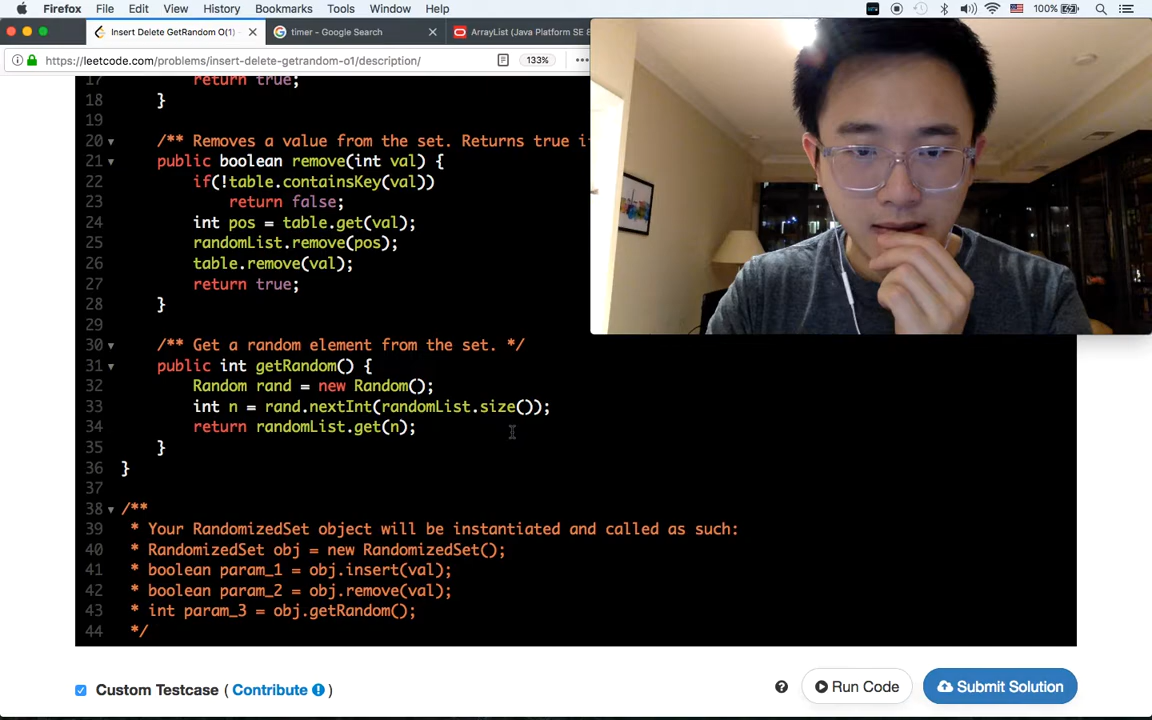 Firefox File Edit View History Bookmarks Tools Window Help 100%
Insert Delete GetRandom O(1) timer - Google Search ArrayList (Java Platform SE 8
https://leetcode.com/problems/insert-delete-getrandom-o1/description/ 133%
17 return true;
18 }
19
20 /** Removes a value from the set. Returns true i
21 public boolean remove(int val) {
22 if(!table.containsKey(val))
23 return false;
24 int pos = table.get(val);
25 randomList.remove(pos);
26 table.remove(val);
27 return true;
28 }
29
30 /** Get a random element from the set. */
31 public int getRandom() {
32 Random rand = new Random();
33 int n = rand.nextInt(randomList.size());
34 return randomList.get(n);
35 }
36 }
37
38 /**
39 * Your RandomizedSet object will be instantiated and called as such:
40 * RandomizedSet obj = new RandomizedSet();
41 * boolean param_1 = obj.insert(val);
42 * boolean param_2 = obj.remove(val);
43 * int param_3 = obj.getRandom();
44 */
Custom Testcase ( Contribute ) ? Run Code Submit Solution